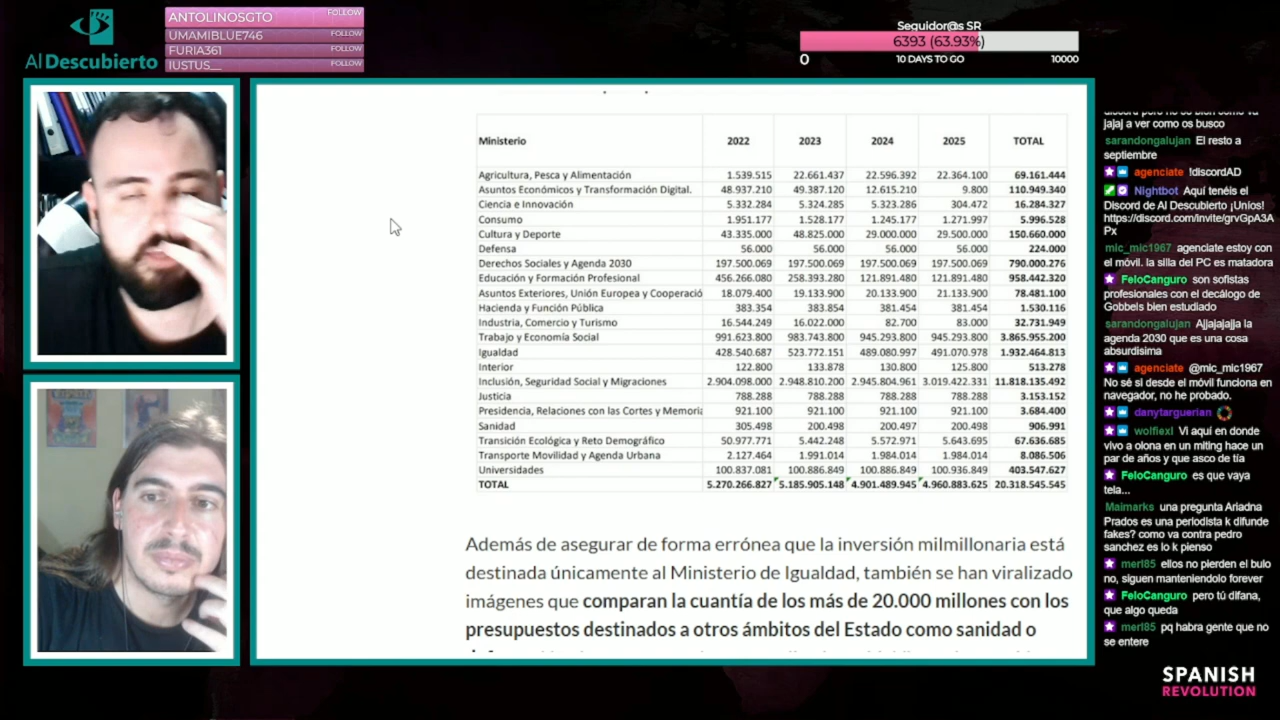 Al Descubierto
ANTOLINOSGTO FOLLOW
UMAMIBLUE746 FOLLOW
FURIA361 FOLLOW
IUSTUS__ FOLLOW
Seguidor@s SR
6393 (63.93%)
0 10 DAYS TO GO 10000
Ministerio 2022 2023 2024 2025 TOTAL
Agricultura, Pesca y Alimentación 1.539.515 22.661.437 22.596.392 22.364.100 69.161.444
Asuntos Económicos y Transformación Digital. 48.937.210 49.387.120 12.615.210 9.800 110.949.340
Ciencia e Innovación 5.332.284 5.324.285 5.323.286 304.472 16.284.327
Consumo 1.951.177 1.528.177 1.245.177 1.271.997 5.996.528
Cultura y Deporte 43.335.000 48.825.000 29.000.000 29.500.000 150.660.000
Defensa 56.000 56.000 56.000 56.000 224.000
Derechos Sociales y Agenda 2030 197.500.069 197.500.069 197.500.069 197.500.069 790.000.276
Educación y Formación Profesional 456.266.080 258.393.280 121.891.480 121.891.480 958.442.320
Asuntos Exteriores, Unión Europea y Cooperació 18.079.400 19.133.900 20.133.900 21.133.900 78.481.100
Hacienda y Función Pública 383.354 383.854 381.454 381.454 1.530.116
Industria, Comercio y Turismo 16.544.249 16.022.000 82.700 83.000 32.731.949
Trabajo y Economía Social 991.623.800 983.743.800 945.293.800 945.293.800 3.865.955.200
Igualdad 428.540.687 523.772.151 489.080.997 491.070.978 1.932.464.813
Interior 122.800 133.878 130.800 125.800 513.278
Inclusión, Seguridad Social y Migraciones 2.904.098.000 2.948.810.200 2.945.804.961 3.019.422.331 11.818.135.492
Justicia 788.288 788.288 788.288 788.288 3.153.152
Presidencia, Relaciones con las Cortes y Memoria 921.100 921.100 921.100 921.100 3.684.400
Sanidad 305.498 200.498 200.497 200.498 906.991
Transición Ecológica y Reto Demográfico 50.977.771 5.442.248 5.572.971 5.643.695 67.636.685
Transporte Movilidad y Agenda Urbana 2.127.464 1.991.014 1.984.014 1.984.014 8.086.506
Universidades 100.837.081 100.886.849 100.886.849 100.936.849 403.547.627
TOTAL 5.270.266.827 5.185.905.148 4.901.489.945 4.960.883.625 20.318.545.545
Además de asegurar de forma errónea que la inversión milmillonaria está
destinada únicamente al Ministerio de Igualdad, también se han viralizado
imágenes que comparan la cuantía de los más de 20.000 millones con los
presupuestos destinados a otros ámbitos del Estado como sanidad o
jajaj a ver como os busco
sarandongalujan El resto a
septiembre
agenciate !discordAD
Nightbot Aquí tenéis el
Discord de Al Descubierto ¡Uníos!
https://discord.com/invite/grvGpA3A
Px
mic_mic1967 agenciate estoy con
el móvil. la silla del PC es matadora
FeloCanguro son sofistas
profesionales con el decálogo de
Gobbels bien estudiado
sarandongalujan Ajjajajajja la
agenda 2030 que es una cosa
absurdisima
agenciate @mic_mic1967
No sé si desde el móvil funciona en
navegador, no he probado.
danytarguerian
wolfiexl Vi aquí en donde
vivo a olona en un miting hace un
par de años y que asco de tía
FeloCanguro es que vaya
tela...
Maimarks una pregunta Ariadna
Prados es una periodista k difunde
fakes? como va contra pedro
sanchez es lo k pienso
merl85 ellos no pierden el bulo
no, siguen manteniendolo forever
FeloCanguro pero tú difana,
que algo queda
merl85 pq habra gente que no
se entere
SPANISH
REVOLUTION